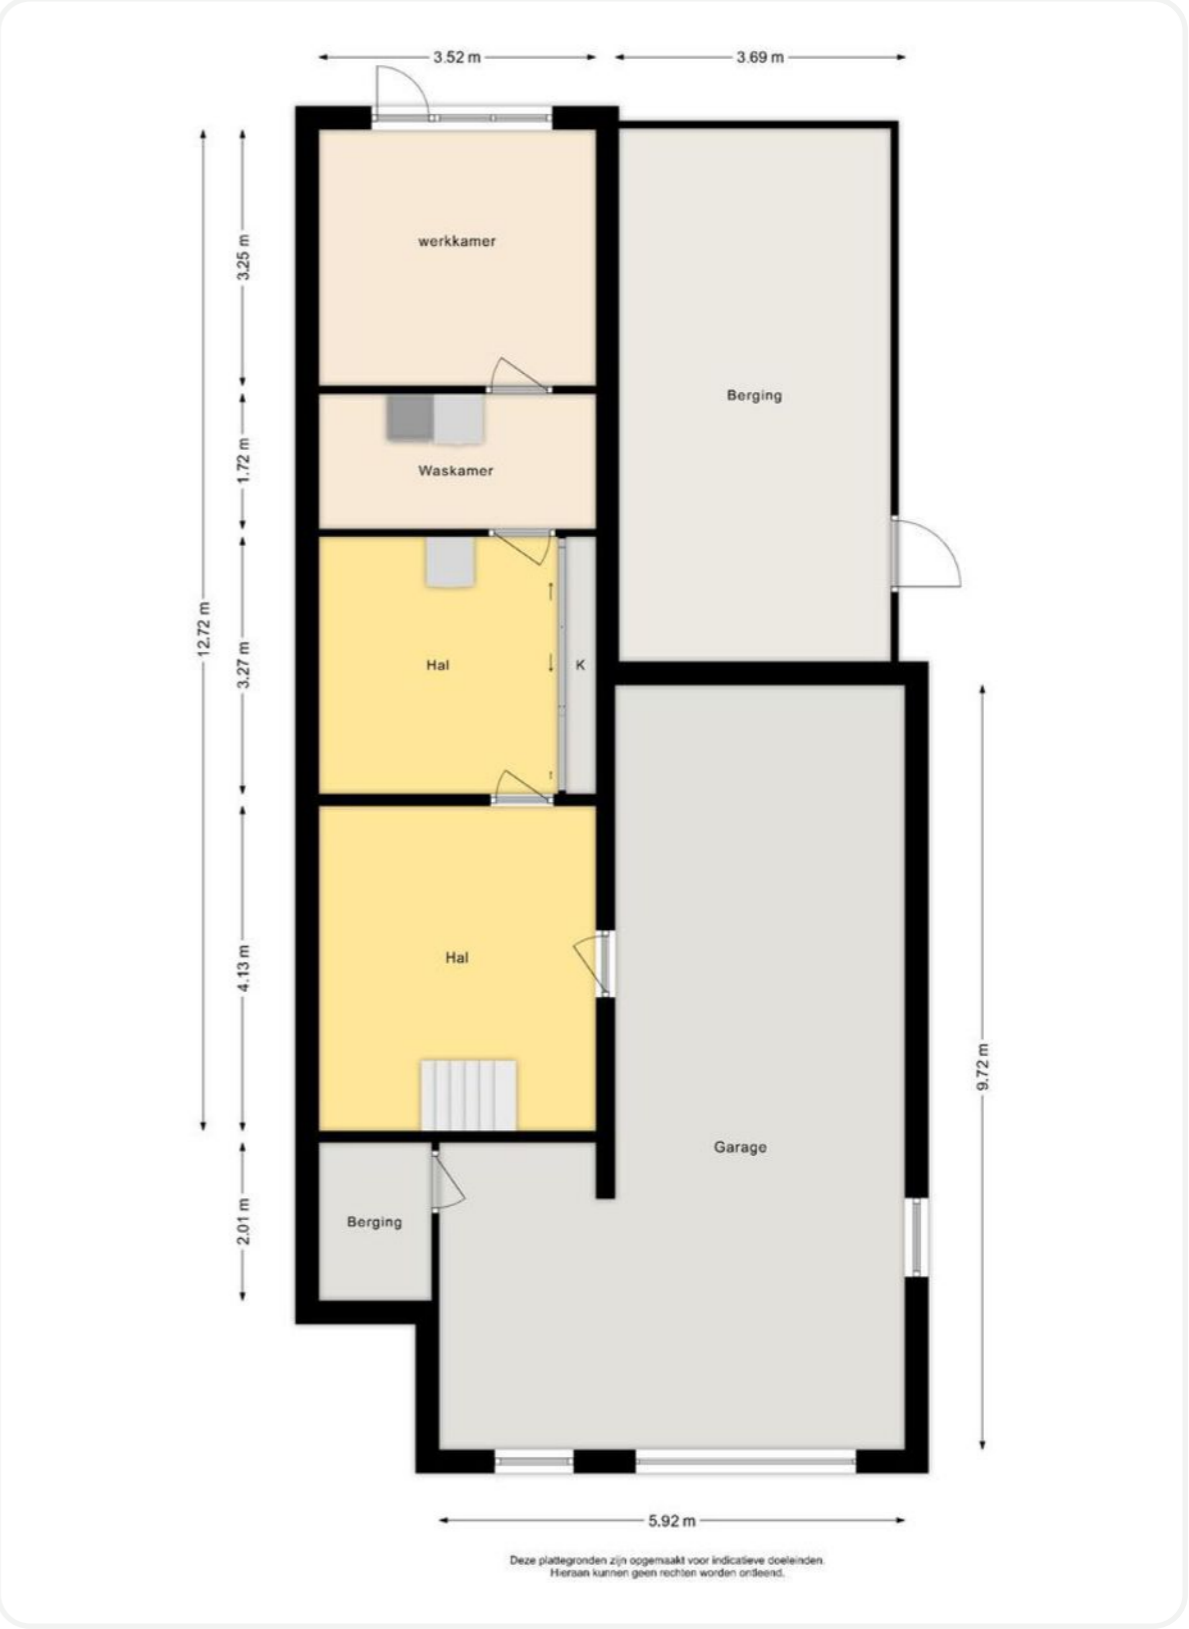 3.52 m
3.69 m
werkkamer
3.25 m
Berging
1.72 m
Waskamer
12.72 m
3.27 m
Hal
K
4.13 m
Hal
9.72 m
Garage
2.01 m
Berging
5.92 m
Deze plattegronden zijn opgemaakt voor indicatieve doeleinden.
Hieraan kunnen geen rechten worden ontleend.